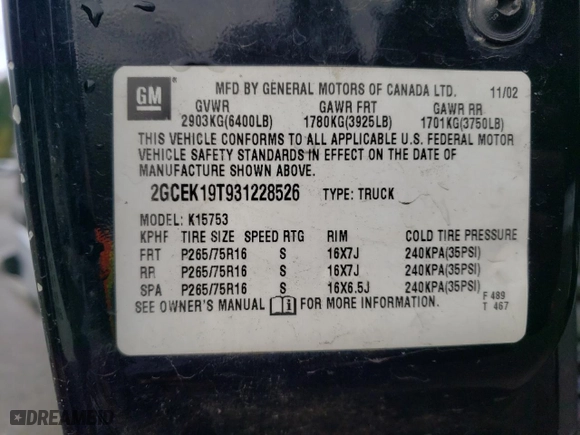 GM
MFD BY GENERAL MOTORS OF CANADA LTD. 11/02
GVWR GAWR FRT GAWR RR
2903KG(6400LB) 1780KG(3925LB) 1701KG(3750LB)
THIS VEHICLE CONFORMS TO ALL APPLICABLE U.S. FEDERAL MOTOR
VEHICLE SAFETY STANDARDS IN EFFECT ON THE DATE OF
MANUFACTURE SHOWN ABOVE.
2GCEK19T931228526 TYPE: TRUCK
MODEL: K15753
KPHF TIRE SIZE SPEED RTG RIM COLD TIRE PRESSURE
FRT P265/75R16 S 16X7J 240KPA(35PSI)
RR P265/75R16 S 16X7J 240KPA(35PSI)
SPA P265/75R16 S 16X6.5J 240KPA(35PSI)
SEE OWNER'S MANUAL FOR MORE INFORMATION. F 489
T 467
DREAMBID